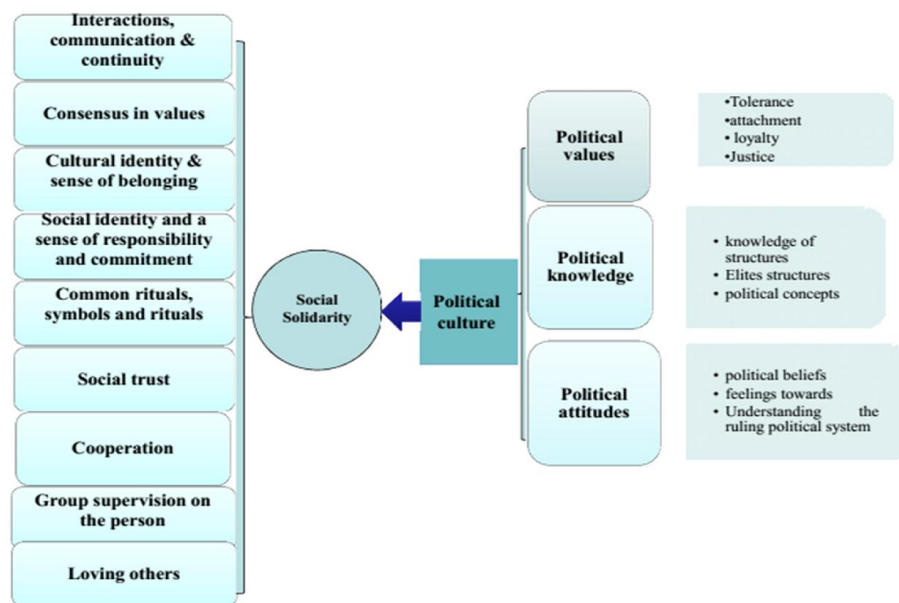 Interactions,
communication &
continuity
Consensus in values
Cultural identity &
sense of belonging
Social identity and a
sense of responsibility
and commitment
Common rituals,
symbols and rituals
Social trust
Cooperation
Group supervision on
the person
Loving others
Social
Solidarity
Political
culture
Political
values
Political
knowledge
Political
attitudes
•Tolerance
•attachment
• loyalty
•Justice
• knowledge of
structures
• Elites structures
• political concepts
• political beliefs
• feelings towards
• Understanding the
ruling political system